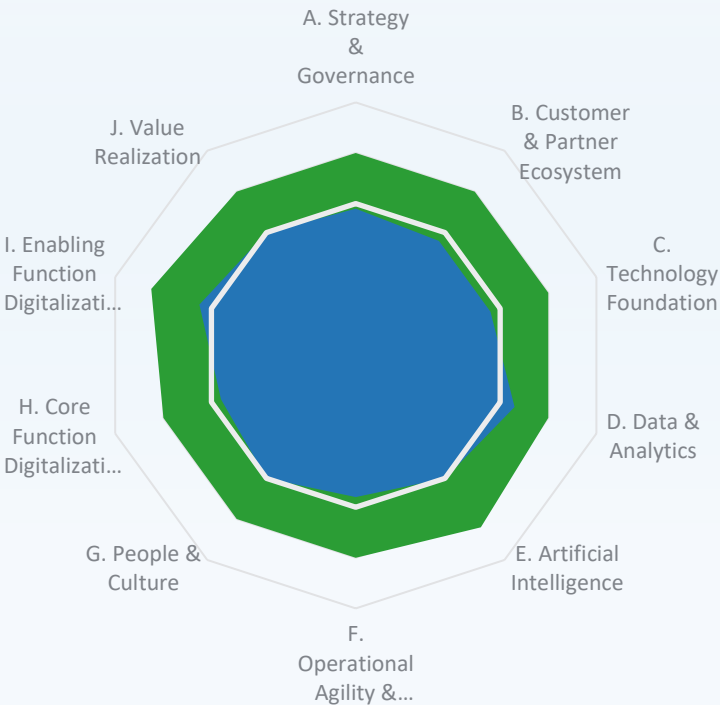 A. Strategy
&
Governance
B. Customer
& Partner
Ecosystem
C.
Technology
Foundation
D. Data &
Analytics
E. Artificial
Intelligence
F.
Operational
Agility &...
G. People &
Culture
H. Core
Function
Digitalizati...
I. Enabling
Function
Digitalizati...
J. Value
Realization